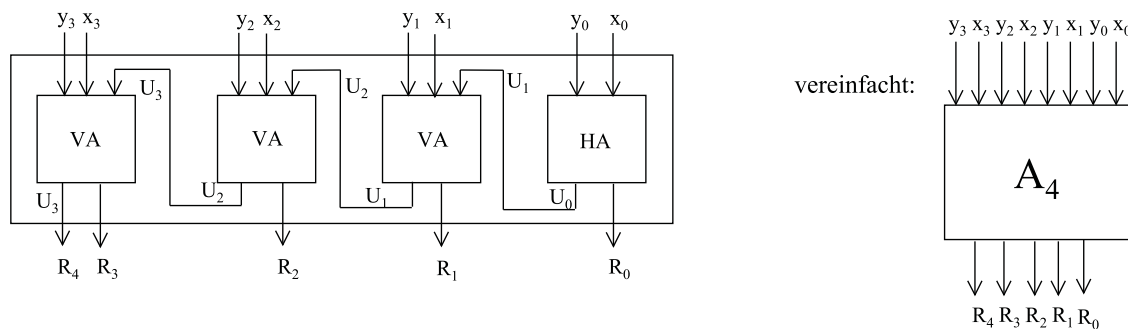 y₃ x₃ y₂ x₂ y₁ x₁ y₀ x₀
U₃ U₂ U₁
VA VA VA HA
U₃ U₂ U₁ U₀
R₄ R₃ R₂ R₁ R₀
vereinfacht:
y₃ x₃ y₂ x₂ y₁ x₁ y₀ x₀
A₄
R₄ R₃ R₂ R₁ R₀